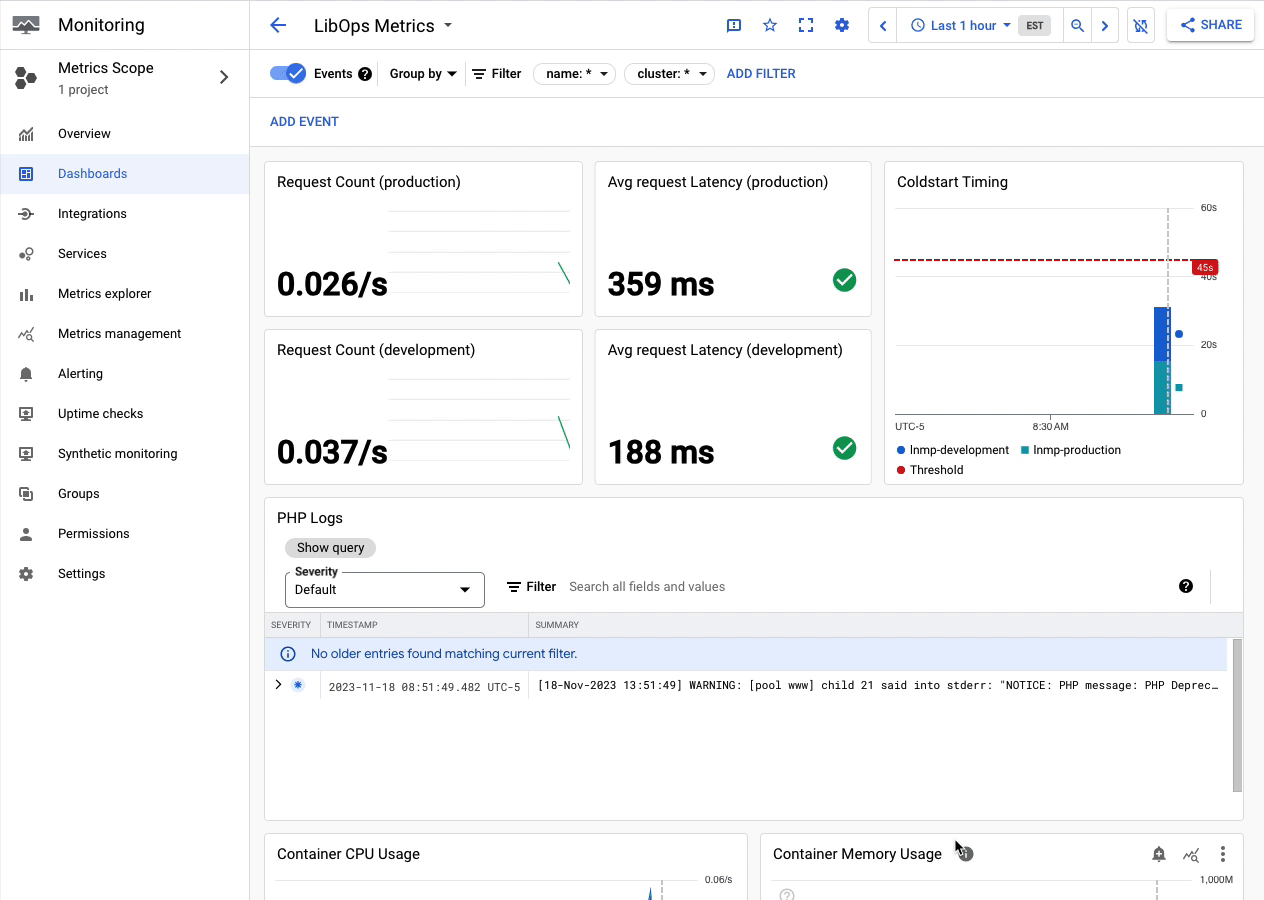 Monitoring
LibOps Metrics
Last 1 hour
EST
SHARE
Metrics Scope
1 project
Events
Group by
Filter
name: *
cluster: *
ADD FILTER
ADD EVENT
Overview
Dashboards
Integrations
Services
Metrics explorer
Metrics management
Alerting
Uptime checks
Synthetic monitoring
Groups
Permissions
Settings
Request Count (production)
0.026/s
Avg request Latency (production)
359 ms
Coldstart Timing
60s
45s
40s
20s
0
UTC-5
8:30 AM
lnmp-development
lnmp-production
Threshold
Request Count (development)
0.037/s
Avg request Latency (development)
188 ms
PHP Logs
Show query
Severity
Default
Filter
Search all fields and values
SEVERITY
TIMESTAMP
SUMMARY
No older entries found matching current filter.
2023-11-18 08:51:49.482 UTC-5
[18-Nov-2023 13:51:49] WARNING: [pool www] child 21 said into stderr: "NOTICE: PHP message: PHP Deprec…
Container CPU Usage
0.06/s
Container Memory Usage
1,000M